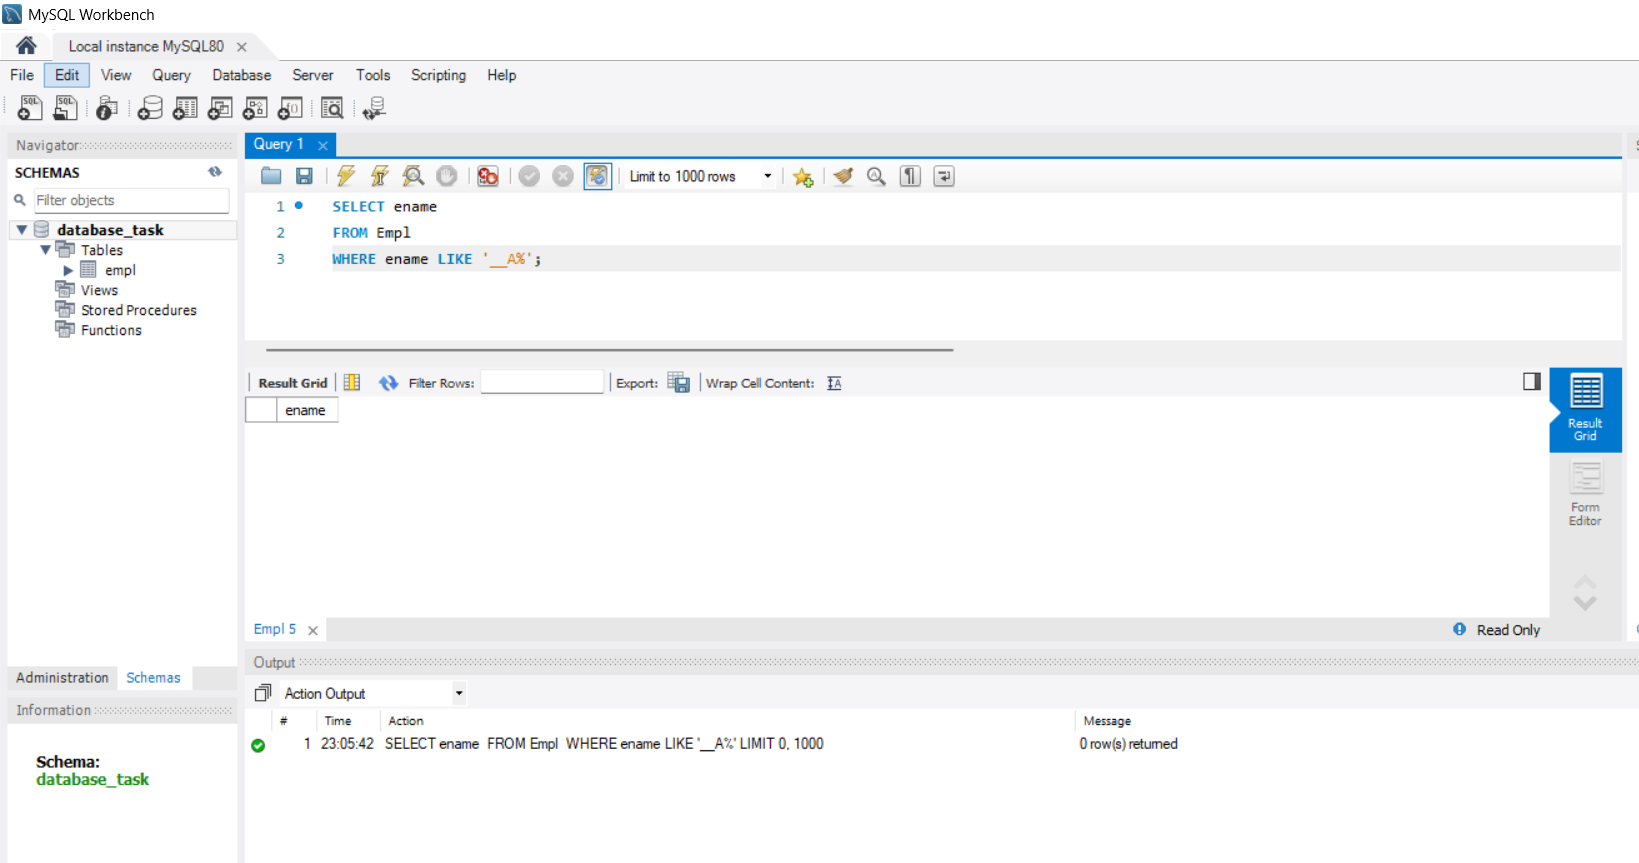 MySQL Workbench
Local instance MySQL80
File Edit View Query Database Server Tools Scripting Help
Navigator
SCHEMAS
Filter objects
database_task
Tables
empl
Views
Stored Procedures
Functions
Administration Schemas
Information
Schema:
database_task
Query 1
Limit to 1000 rows
1 SELECT ename
2 FROM Empl
3 WHERE ename LIKE '__A%';
Result Grid Filter Rows: Export: Wrap Cell Content:
ename
Result
Grid
Form
Editor
Empl 5
Read Only
Output
Action Output
# Time Action Message
1 23:05:42 SELECT ename FROM Empl WHERE ename LIKE '__A%' LIMIT 0, 1000 0 row(s) returned